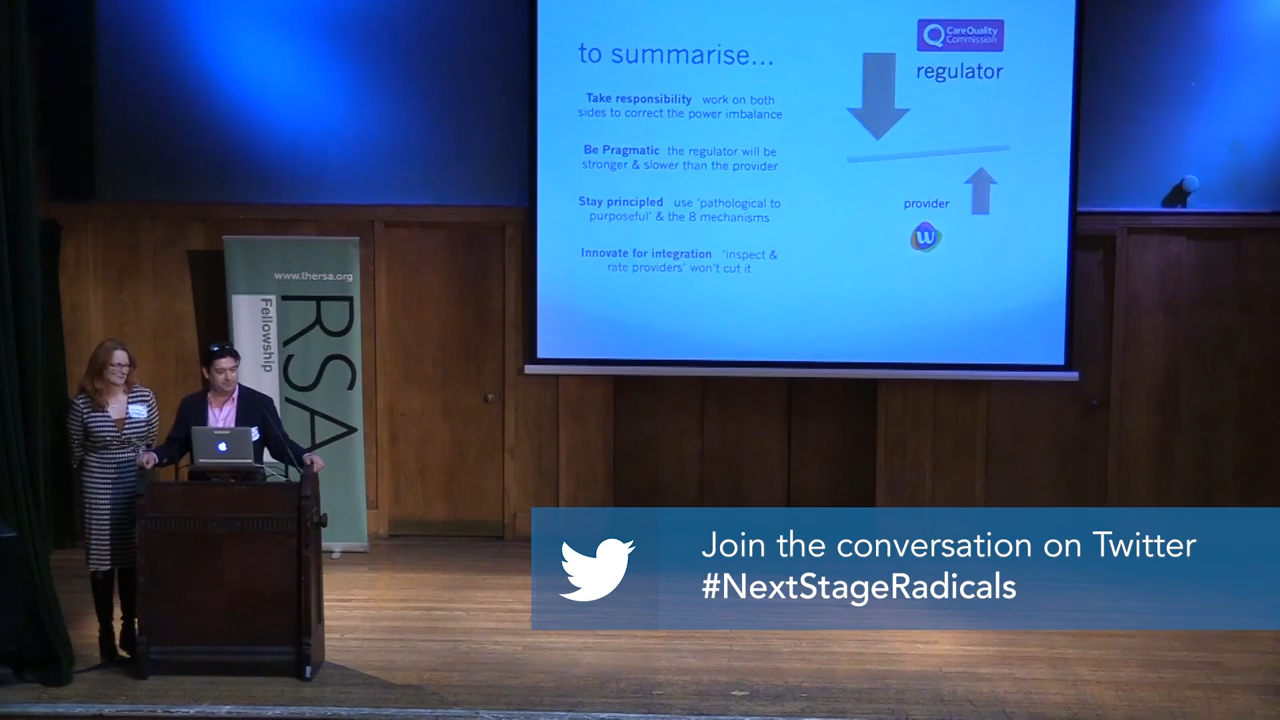 to summarise...
Take responsibility work on both
sides to correct the power imbalance
Be Pragmatic the regulator will be
stronger & slower than the provider
Stay principled use 'pathological to
purposeful' & the 8 mechanisms
Innovate for integration 'inspect &
rate providers' won't cut it
CareQuality
Commission
regulator
provider
w
www.thersa.org
RSA
Fellowship
Join the conversation on Twitter
#NextStageRadicals